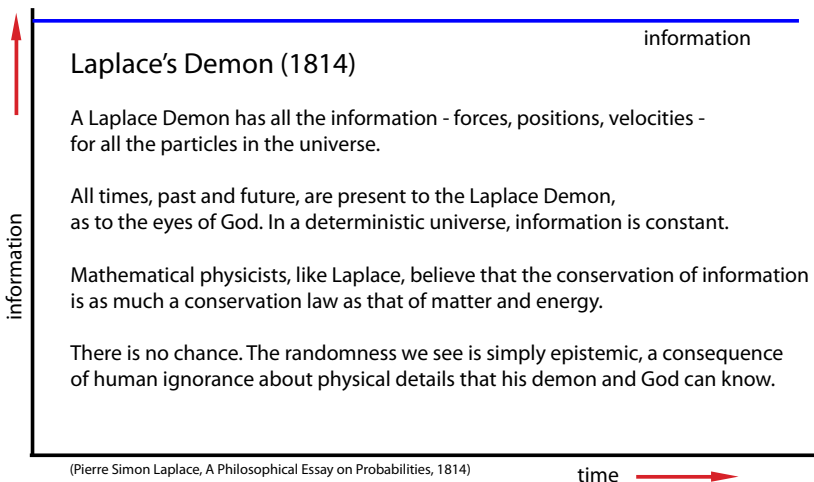 information
Laplace's Demon (1814)
A Laplace Demon has all the information - forces, positions, velocities -
for all the particles in the universe.
All times, past and future, are present to the Laplace Demon,
as to the eyes of God. In a deterministic universe, information is constant.
Mathematical physicists, like Laplace, believe that the conservation of information
is as much a conservation law as that of matter and energy.
There is no chance. The randomness we see is simply epistemic, a consequence
of human ignorance about physical details that his demon and God can know.
information
(Pierre Simon Laplace, A Philosophical Essay on Probabilities, 1814)
time